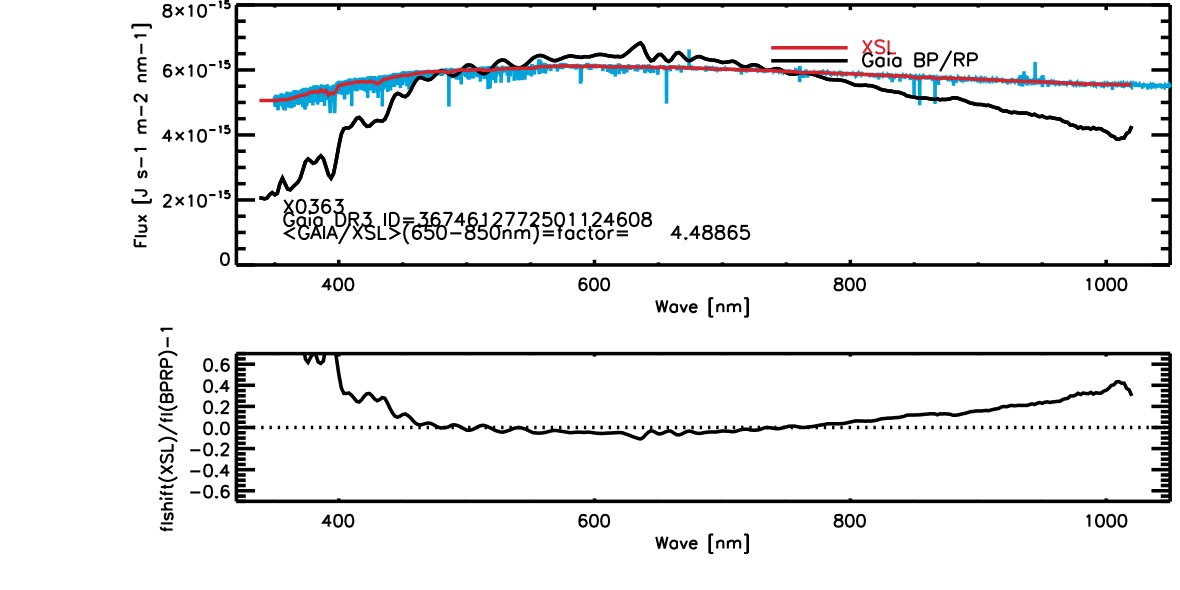 8×10−15
6×10−15
4×10−15
2×10−15
0
Flux [J s−1 m−2 nm−1]
XSL
Gaia BP/RP
X0363
Gaia DR3 ID=3674612772501124608
<GAIA/XSL>(650−850nm)=factor= 4.48865
400 600 800 1000
Wave [nm]
0.6
0.4
0.2
0.0
−0.2
−0.4
−0.6
flshift(XSL)/fl(BPRP)−1
400 600 800 1000
Wave [nm]